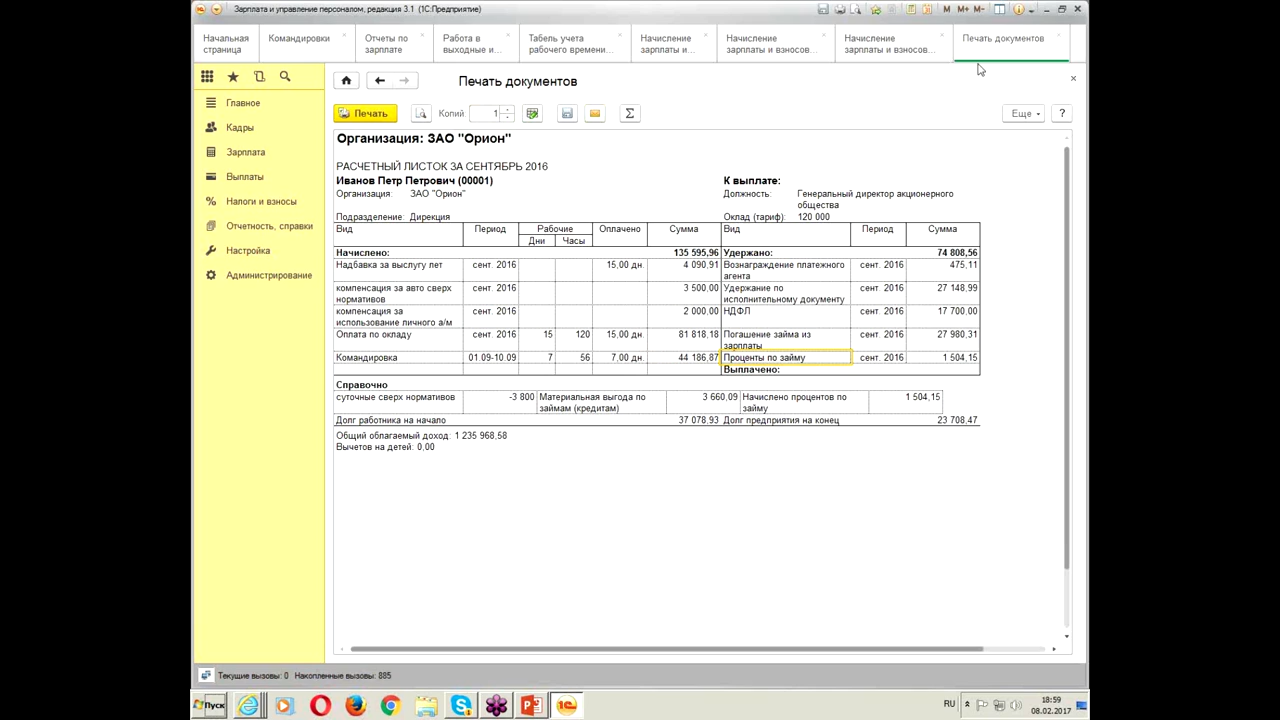 Зарплата и управление персоналом, редакция 3.1 (1С:Предприятие)
M M+ M-
Начальная страница
Командировки
Отчеты по зарплате
Работа в выходные и...
Табель учета рабочего времени...
Начисление зарплаты и...
Начисление зарплаты и взносов...
Начисление зарплаты и взносов...
Печать документов
Главное
Кадры
Зарплата
Выплаты
Налоги и взносы
Отчетность, справки
Настройка
Администрирование
Печать документов
Печать Копий 1 Еще ?
Организация: ЗАО "Орион"
РАСЧЕТНЫЙ ЛИСТОК ЗА СЕНТЯБРЬ 2016
Иванов Петр Петрович (00001) К выплате:
Организация: ЗАО "Орион" Должность: Генеральный директор акционерного
общества
Подразделение: Дирекция Оклад (тариф): 120 000
Вид Период Рабочие Оплачено Сумма Вид Период Сумма
Дни Часы
Начислено: 135 595,96 Удержано: 74 808,56
Надбавка за выслугу лет сент. 2016 15,00 дн. 4 090,91 Вознаграждение платежного сент. 2016 475,11
агента
компенсация за авто сверх сент. 2016 3 500,00 Удержание по сент. 2016 27 148,99
нормативов исполнительному документу
компенсация за сент. 2016 2 000,00 НДФЛ сент. 2016 17 700,00
использование личного а/м
Оплата по окладу сент. 2016 15 120 15,00 дн. 81 818,18 Погашение займа из сент. 2016 27 980,31
зарплаты
Командировка 01.09-10.09 7 56 7,00 дн. 44 186,87 Проценты по займу сент. 2016 1 504,15
Выплачено:
Справочно
суточные сверх нормативов -3 800 Материальная выгода по 3 660,09 Начислено процентов по 1 504,15
займам (кредитам) займу
Долг работника на начало 37 078,93 Долг предприятия на конец 23 708,47
Общий облагаемый доход: 1 235 968,58
Вычетов на детей: 0,00
Текущие вызовы: 0 Накопленные вызовы: 885
Пуск RU 18:59
08.02.2017